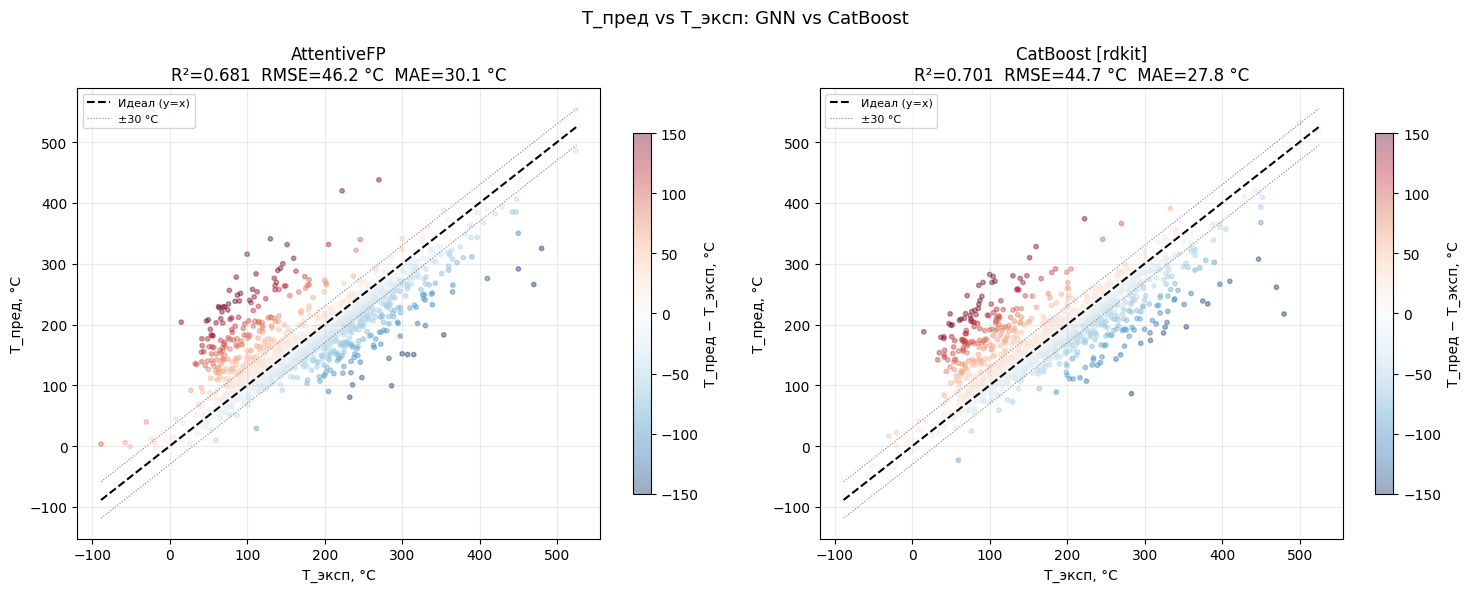 T_пред vs T_эксп: GNN vs CatBoost
AttentiveFP
R²=0.681  RMSE=46.2 °C  MAE=30.1 °C
Идеал (y=x)
±30 °C
500
400
300
200
100
0
−100
T_пред, °C
−100
0
100
200
300
400
500
T_эксп, °C
150
100
50
0
−50
−100
−150
T_пред − T_эксп, °C
CatBoost [rdkit]
R²=0.701  RMSE=44.7 °C  MAE=27.8 °C
Идеал (y=x)
±30 °C
500
400
300
200
100
0
−100
T_пред, °C
−100
0
100
200
300
400
500
T_эксп, °C
150
100
50
0
−50
−100
−150
T_пред − T_эксп, °C